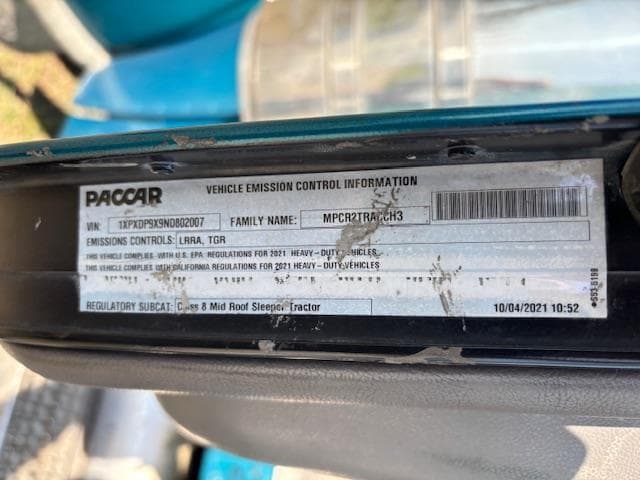 PACCAR VEHICLE EMISSION CONTROL INFORMATION
VIN: 1XPXDP9X9ND802007 FAMILY NAME:
EMISSIONS CONTROLS: LRRA, TGR
THIS VEHICLE COMPLIES WITH U.S. EPA REGULATIONS FOR 2021 HEAVY-DUTY VEHICLES
THIS VEHICLE COMPLIES WITH CALIFORNIA REGULATIONS FOR 2021 HEAVY-DUTY VEHICLES
REGULATORY SUBCAT: Class 8 Mid Roof Sleeper Tractor 10/04/2021 10:52